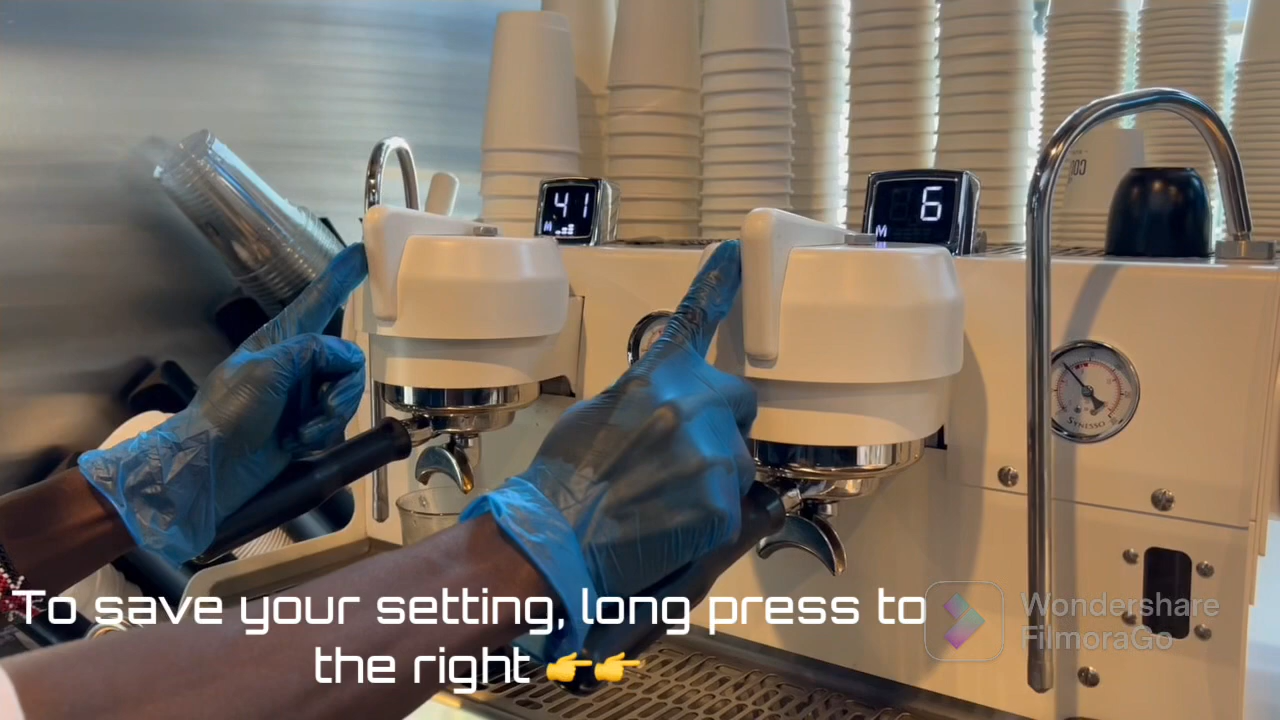 41
M
6
M
SYNESSO
To save your setting, long press to
the right 👉👉
Wondershare
FilmoraGo